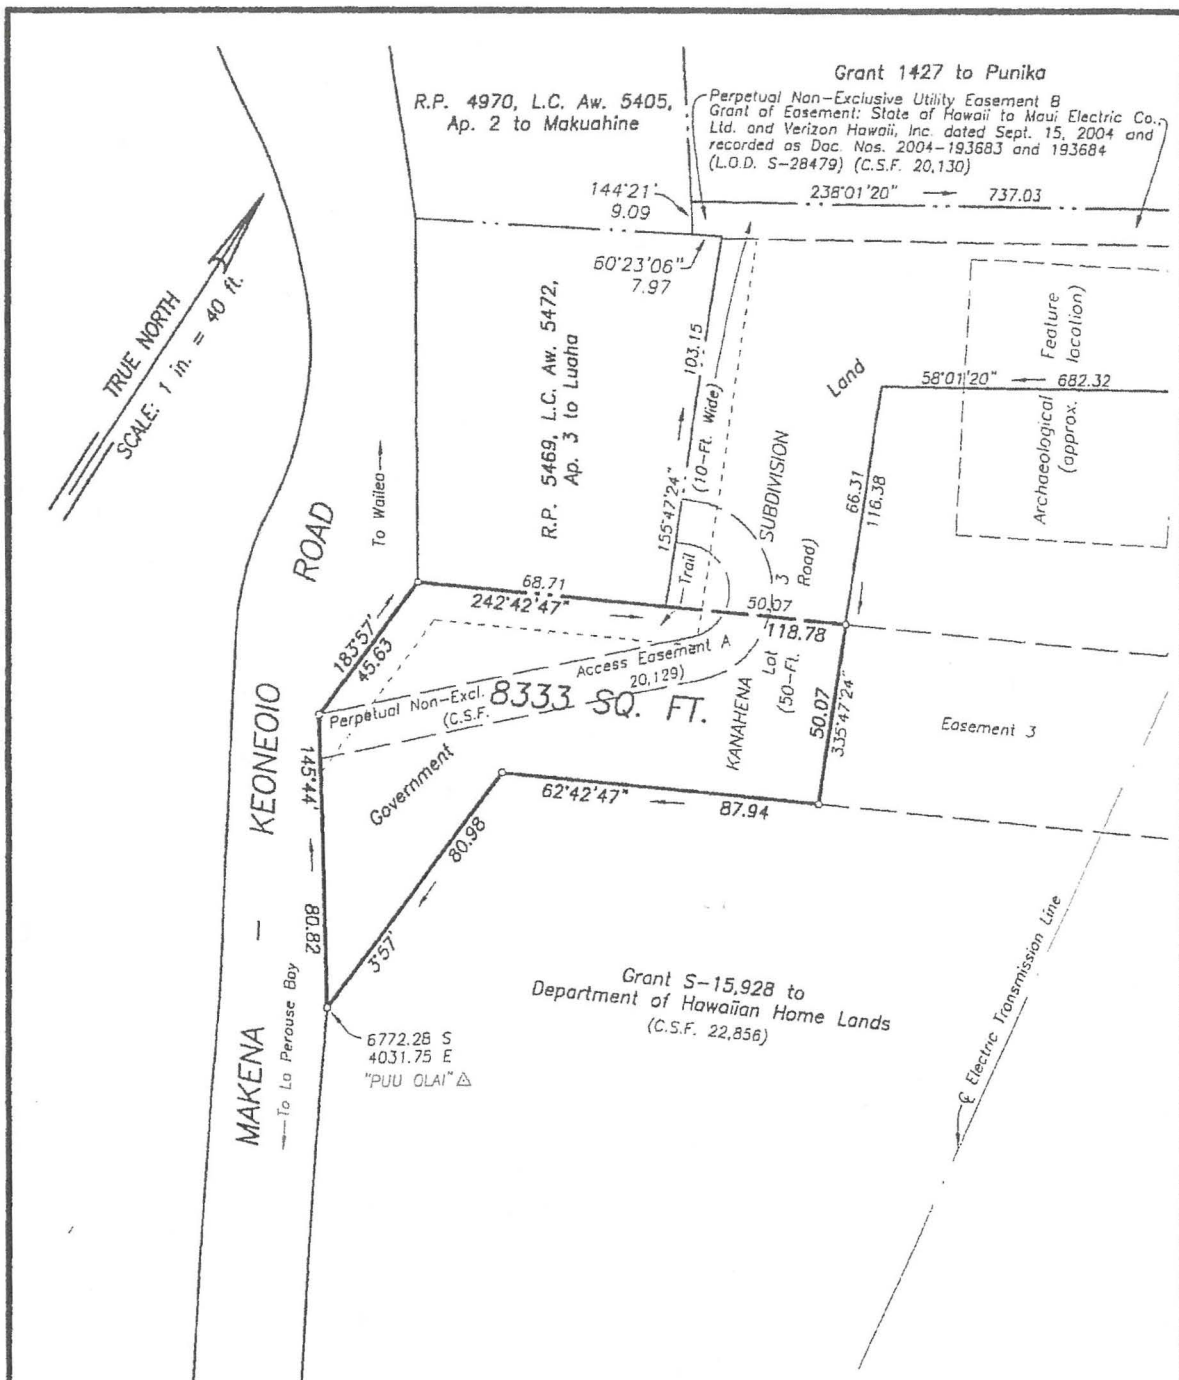 Grant 1427 to Punika
R.P. 4970, L.C. Aw. 5405,
Ap. 2 to Makuahine
Perpetual Non-Exclusive Utility Easement B
Grant of Easement: State of Hawaii to Maui Electric Co.,
Ltd. and Verizon Hawaii, Inc. dated Sept. 15, 2004 and
recorded as Doc. Nos. 2004-193683 and 193684
(L.O.D. S-28479) (C.S.F. 20,130)
144°21'
9.09
238°01'20"
737.03
60°23'06"
7.97
TRUE NORTH
SCALE: 1 in. = 40 ft.
R.P. 5469, L.C. Aw. 5472,
Ap. 3 to Luaha
155°47'24"
103.15
(10-Ft. Wide)
Trail
Land
58°01'20"
682.32
Archaeological Feature
(approx. location)
66.31
116.38
To Wailea
MAKENA - KEONEOIO ROAD
68.71
242°42'47"
50.07
118.78
183°57'
45.63
KANAHENA SUBDIVISION
Lot 3
(50-Ft. Road)
Perpetual Non-Excl. Access Easement A
(C.S.F. 20,129)
8333 SQ. FT.
50.07
335°47'24"
Easement 3
145°44'
80.82
Government
62°42'47"
87.94
80.98
3°57'
To La Perouse Bay
6772.28 S
4031.75 E
"PUU OLAI"
Grant S-15,928 to
Department of Hawaiian Home Lands
(C.S.F. 22,856)
℄ Electric Transmission Line